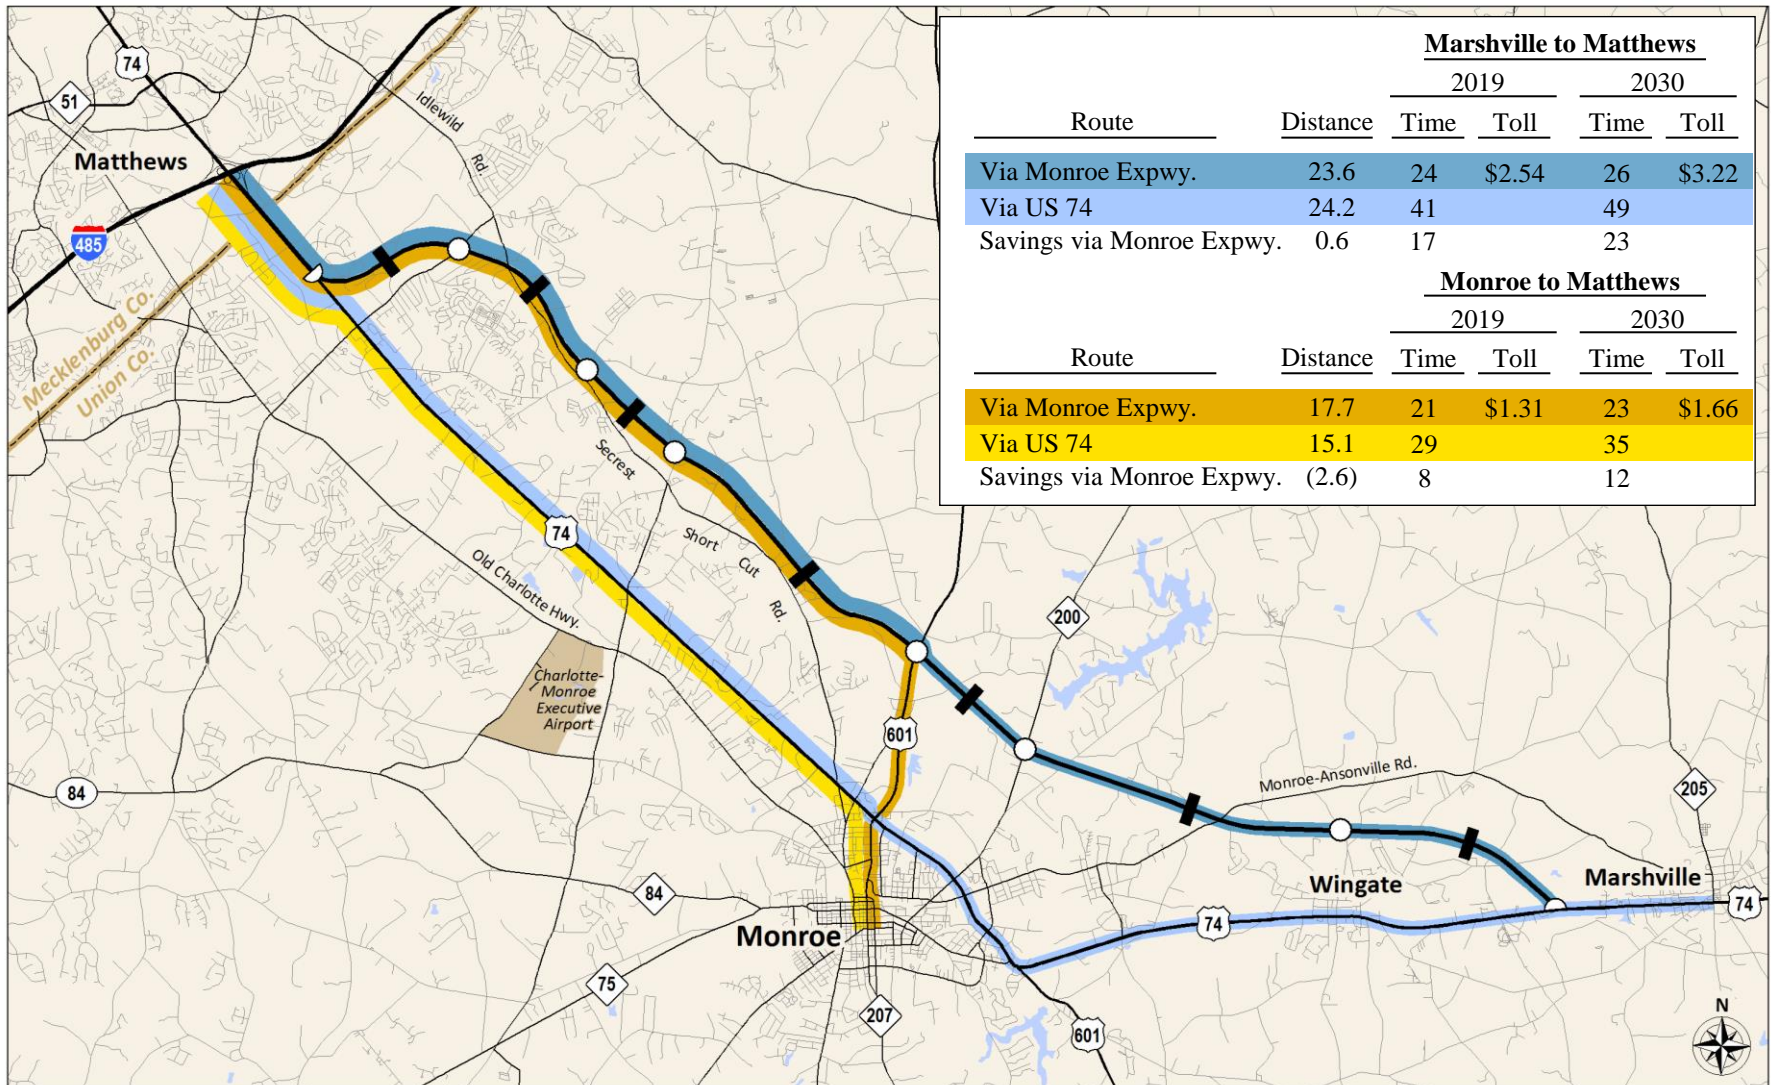 Marshville to Matthews
2019 2030
Route Distance Time Toll Time Toll
Via Monroe Expwy. 23.6 24 $2.54 26 $3.22
Via US 74 24.2 41 49
Savings via Monroe Expwy. 0.6 17 23
Monroe to Matthews
2019 2030
Route Distance Time Toll Time Toll
Via Monroe Expwy. 17.7 21 $1.31 23 $1.66
Via US 74 15.1 29 35
Savings via Monroe Expwy. (2.6) 8 12
74
51
Idlewild
Rd.
Matthews
485
Mecklenburg Co.
Union Co.
Secrest
Short
Cut
Rd.
74
Old Charlotte Hwy.
200
Charlotte-
Monroe
Executive
Airport
601
Monroe-Ansonville Rd.
84
205
Wingate
Marshville
84
74
74
Monroe
75
207
601
N